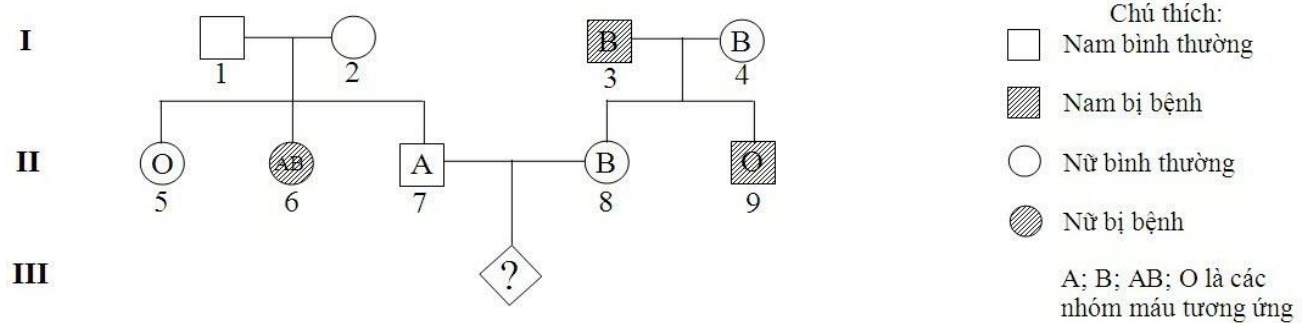 I
B
B
1
2
3
4
II
O
AB
A
B
O
5
6
7
8
9
III
?
Chú thích:
Nam bình thường
Nam bị bệnh
Nữ bình thường
Nữ bị bệnh
A; B; AB; O là các
nhóm máu tương ứng